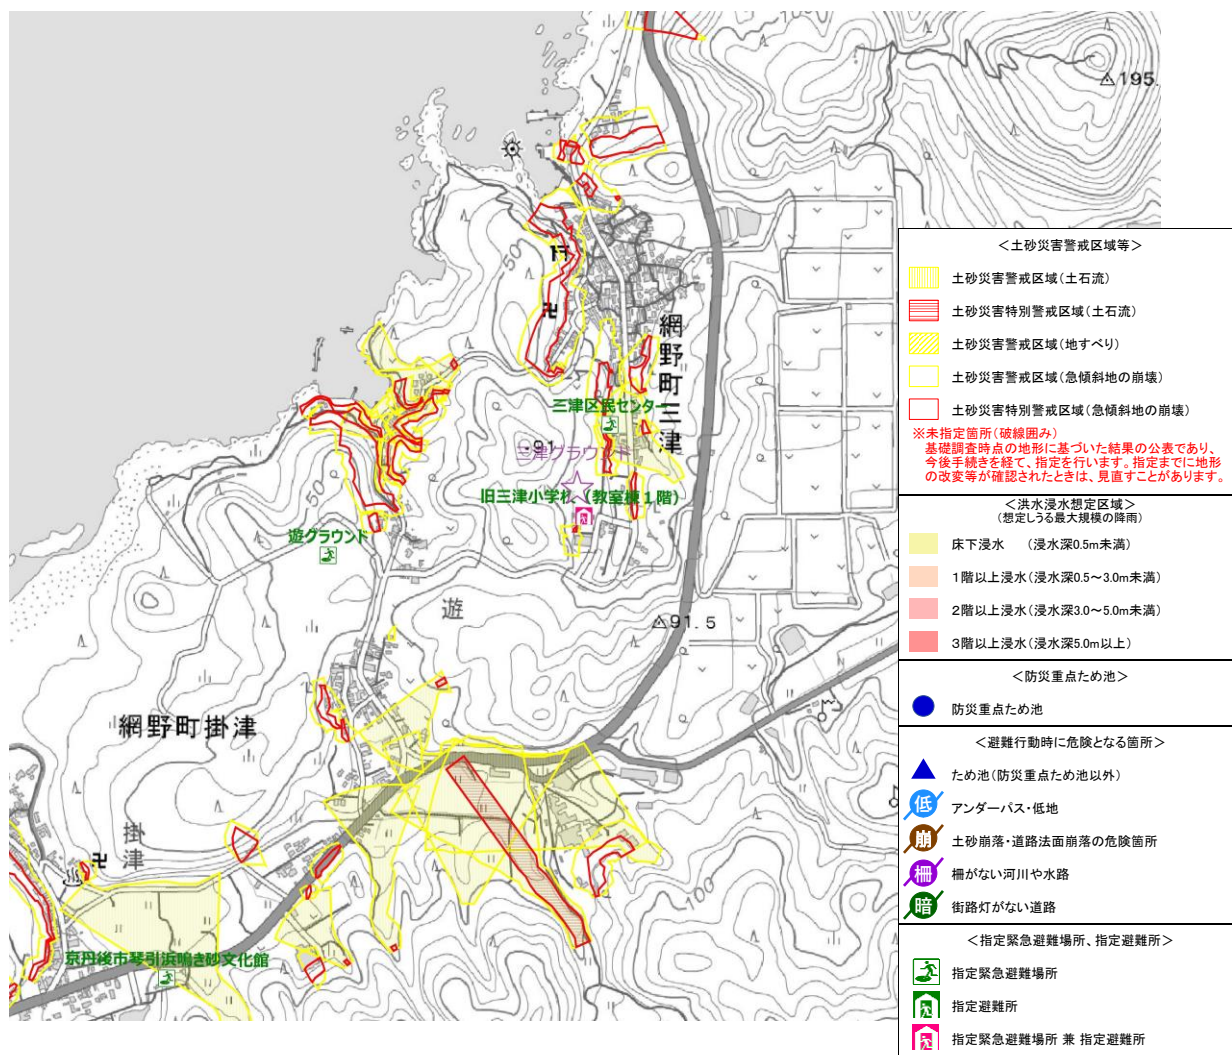 195.
50
网野町三津
三津区民センター
・91
三津グラウンド
旧三津小学校（教室棟１階）
50
遊グラウンド
遊
91.5
網野町掛津
掛津
100
京丹後市琴引浜鳴き砂文化館
＜土砂災害警戒区域等＞
土砂災害警戒区域（土石流）
土砂災害特別警戒区域（土石流）
土砂災害警戒区域（地すべり）
土砂災害警戒区域（急傾斜地の崩壊）
土砂災害特別警戒区域（急傾斜地の崩壊）
※未指定箇所（破線囲み）
基礎調査時点の地形に基づいた結果の公表であり、
今後手続きを経て、指定を行います。指定までに地形
の改変等が確認されたときは、見直すことがあります。
＜洪水浸水想定区域＞
（想定しうる最大規模の降雨）
床下浸水　（浸水深0.5m未満）
１階以上浸水（浸水深0.5～3.0m未満）
２階以上浸水（浸水深3.0～5.0m未満）
３階以上浸水（浸水深5.0m以上）
＜防災重点ため池＞
防災重点ため池
＜避難行動時に危険となる箇所＞
ため池（防災重点ため池以外）
低 アンダーパス・低地
崩 土砂崩落・道路法面崩落の危険箇所
柵 柵がない河川や水路
暗 街路灯がない道路
＜指定緊急避難場所、指定避難所＞
指定緊急避難場所
指定避難所
指定緊急避難場所 兼 指定避難所